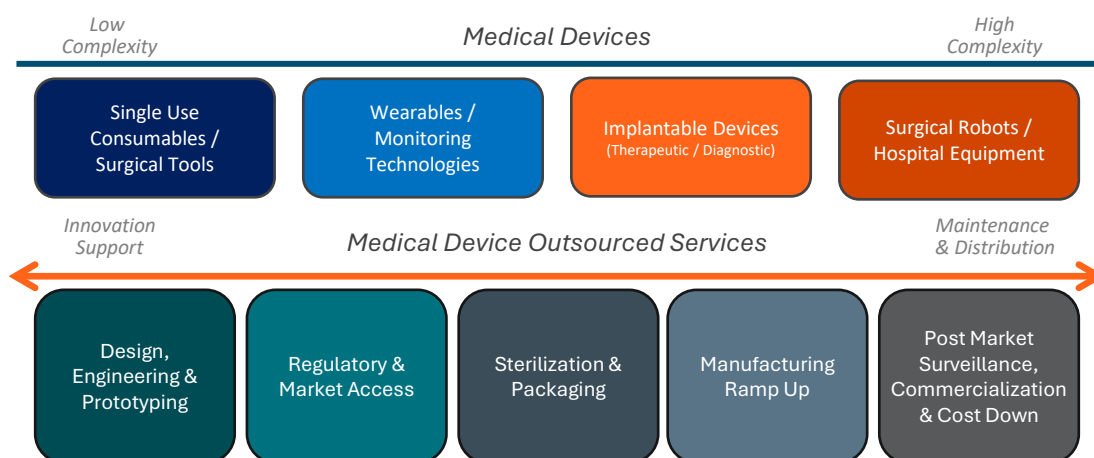 Low
Complexity
Medical Devices
High
Complexity
Single Use
Consumables /
Surgical Tools
Wearables /
Monitoring
Technologies
Implantable Devices
(Therapeutic / Diagnostic)
Surgical Robots /
Hospital Equipment
Innovation
Support
Medical Device Outsourced Services
Maintenance
& Distribution
Design,
Engineering &
Prototyping
Regulatory &
Market Access
Sterilization &
Packaging
Manufacturing
Ramp Up
Post Market
Surveillance,
Commercialization
& Cost Down